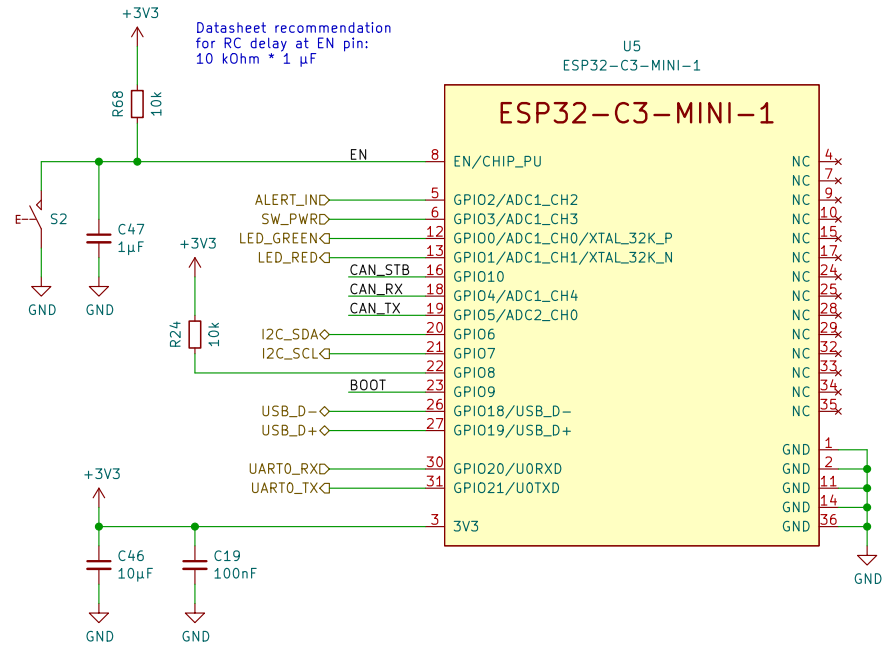 +3V3
Datasheet recommendation
for RC delay at EN pin:
10 kOhm * 1 µF
R68
10k
U5
ESP32-C3-MINI-1
ESP32-C3-MINI-1
EN 8 EN/CHIP_PU
NC 4
NC 7
ALERT_IN 5 GPIO2/ADC1_CH2
NC 9
SW_PWR 6 GPIO3/ADC1_CH3
NC 10
LED_GREEN 12 GPIO0/ADC1_CH0/XTAL_32K_P
NC 15
LED_RED 13 GPIO1/ADC1_CH1/XTAL_32K_N
NC 17
CAN_STB 16 GPIO10
NC 24
CAN_RX 18 GPIO4/ADC1_CH4
NC 25
CAN_TX 19 GPIO5/ADC2_CH0
NC 28
I2C_SDA 20 GPIO6
NC 29
I2C_SCL 21 GPIO7
NC 32
22 GPIO8
NC 33
BOOT 23 GPIO9
NC 34
USB_D- 26 GPIO18/USB_D-
NC 35
USB_D+ 27 GPIO19/USB_D+
GND 1
UART0_RX 30 GPIO20/U0RXD
GND 2
UART0_TX 31 GPIO21/U0TXD
GND 11
GND 14
3 3V3
GND 36
GND
S2
C47
1µF
GND
GND
+3V3
R24
10k
+3V3
C46
10µF
C19
100nF
GND
GND